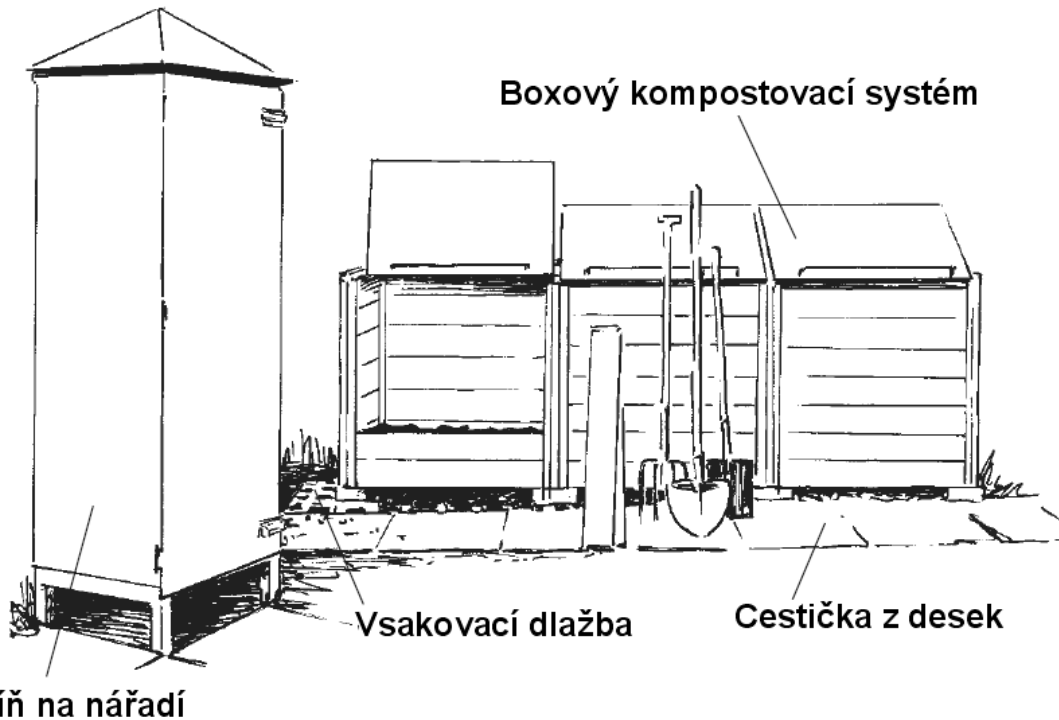 Boxový kompostovací systém
Vsakovací dlažba
Cestička z desek
íň na nářadí